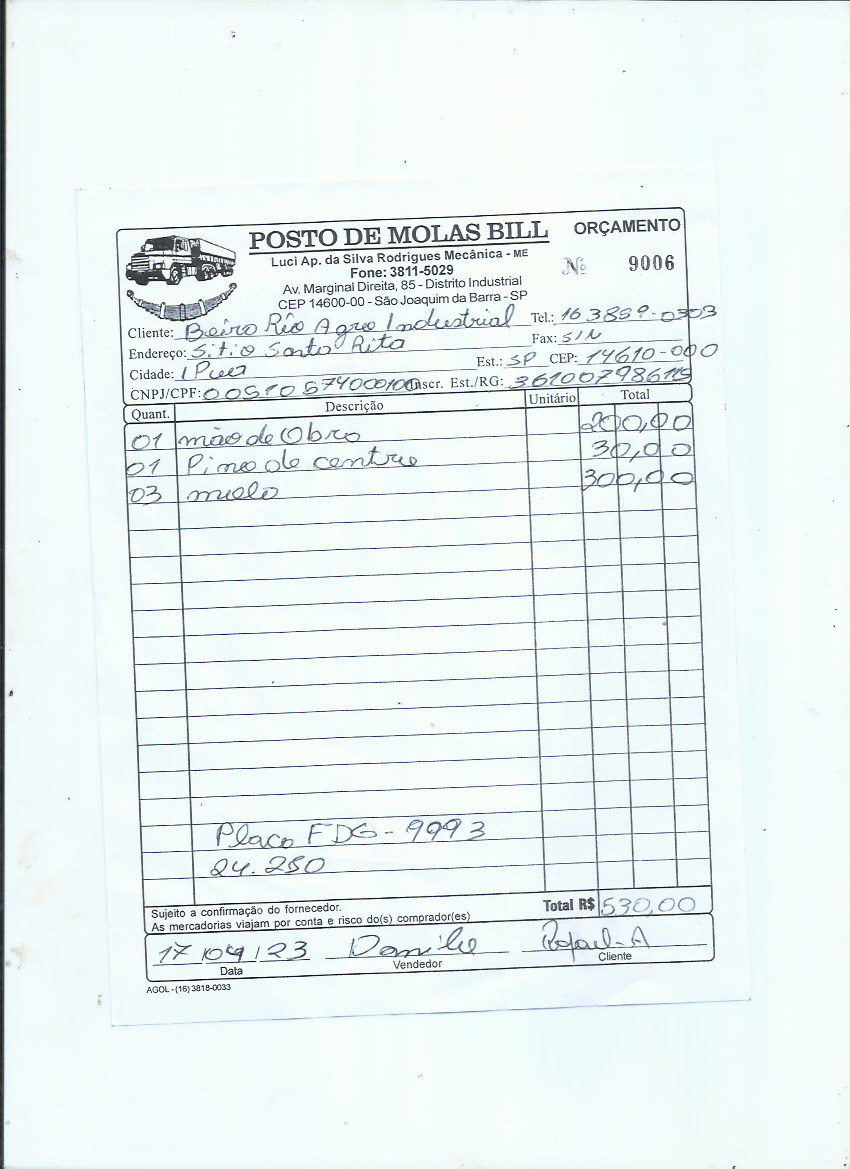 POSTO DE MOLAS BILL
ORÇAMENTO
Luci Ap. da Silva Rodrigues Mecânica - ME
Fone: 3811-5029
Nº 9006
Av. Marginal Direita, 85 - Distrito Industrial
CEP 14600-00 - São Joaquim da Barra - SP
Cliente: Beira Rio Agro Industrial Tel.: 16 3859-0303
Endereço: Sitio Santa Rita Fax: S/N
Cidade: Ipua Est.: SP CEP: 14610-000
CNPJ/CPF: Inscr. Est./RG:
Quant. Descrição Unitário Total
01 mão de Obra 200,00
01 Pino de centro 30,00
03 mola 300,00
Placa FDG-9993
24.250
Sujeito a confirmação do fornecedor.
As mercadorias viajam por conta e risco do(s) comprador(es)
Total R$ 530,00
17/09/23 Danilo Rafael-A
Data Vendedor Cliente
AGOL - (16) 3818-0033